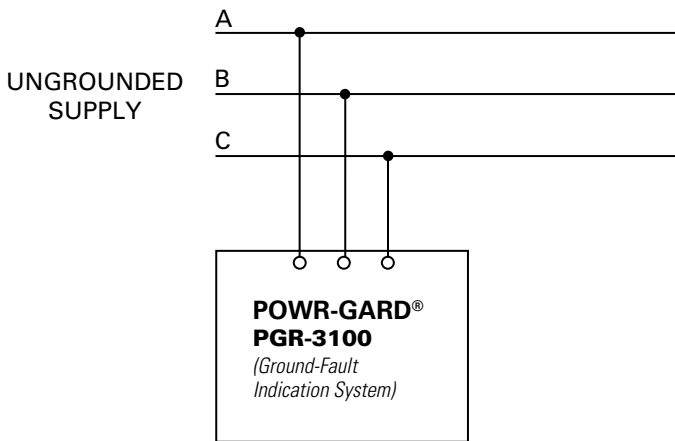 A
UNGROUNDED
SUPPLY
B
C
POWR-GARD®
PGR-3100
(Ground-Fault
Indication System)